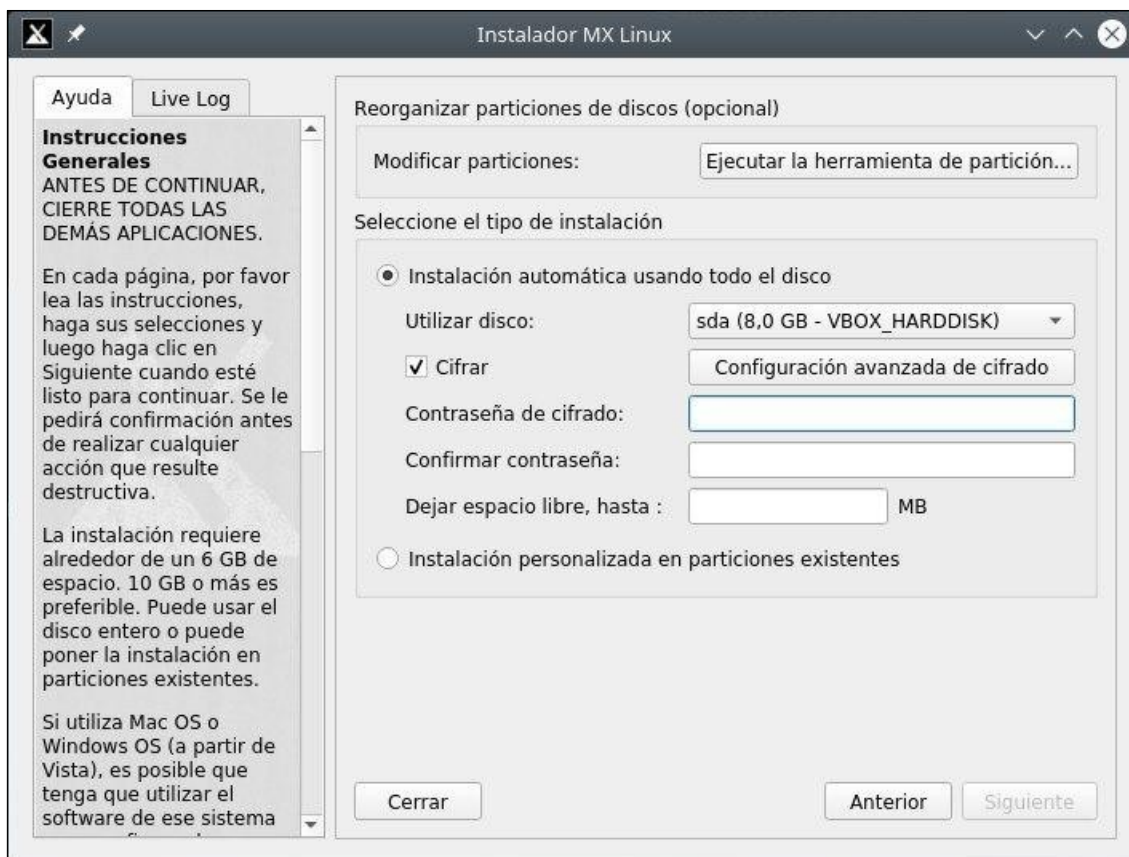 Instalador MX Linux
Ayuda
Live Log
Instrucciones
Generales
ANTES DE CONTINUAR,
CIERRE TODAS LAS
DEMÁS APLICACIONES.
En cada página, por favor
lea las instrucciones,
haga sus selecciones y
luego haga clic en
Siguiente cuando esté
listo para continuar. Se le
pedirá confirmación antes
de realizar cualquier
acción que resulte
destructiva.
La instalación requiere
alrededor de un 6 GB de
espacio. 10 GB o más es
preferible. Puede usar el
disco entero o puede
poner la instalación en
particiones existentes.
Si utiliza Mac OS o
Windows OS (a partir de
Vista), es posible que
tenga que utilizar el
software de ese sistema
Reorganizar particiones de discos (opcional)
Modificar particiones:
Ejecutar la herramienta de partición...
Seleccione el tipo de instalación
Instalación automática usando todo el disco
Utilizar disco:
sda (8,0 GB - VBOX_HARDDISK)
Cifrar
Configuración avanzada de cifrado
Contraseña de cifrado:
Confirmar contraseña:
Dejar espacio libre, hasta :
MB
Instalación personalizada en particiones existentes
Cerrar
Anterior
Siguiente